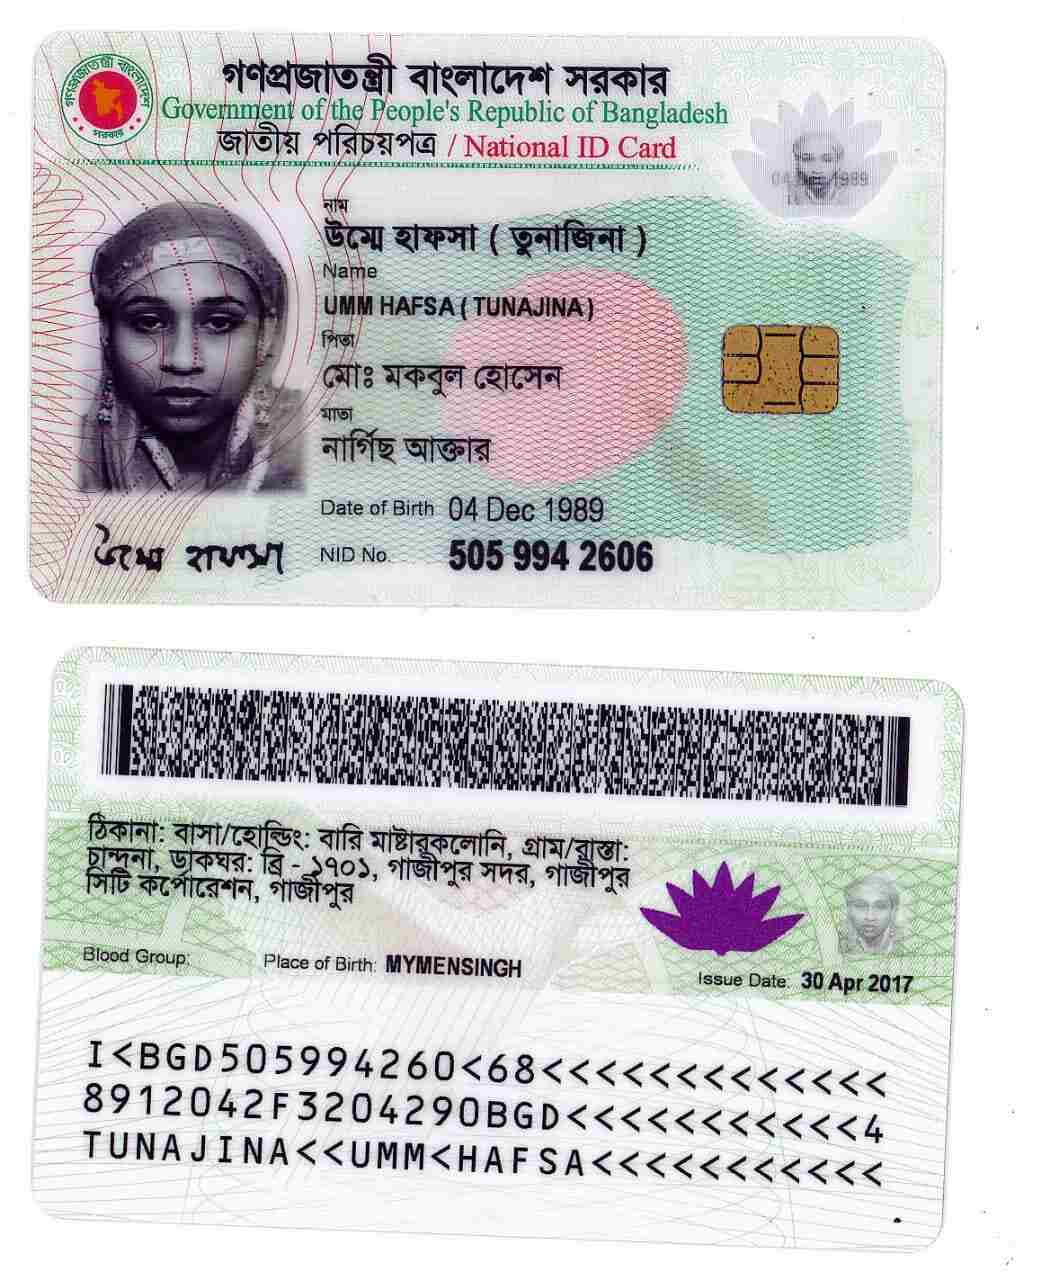 গণপ্রজাতন্ত্রী বাংলাদেশ
সরকার
গণপ্রজাতন্ত্রী বাংলাদেশ সরকার
Government of the People's Republic of Bangladesh
জাতীয় পরিচয়পত্র / National ID Card
04 Dec 1989
নাম
উম্মে হাফসা ( তুনাজিনা )
Name
UMM HAFSA ( TUNAJINA )
পিতা
মোঃ মকবুল হোসেন
মাতা
নার্গিছ আক্তার
Date of Birth 04 Dec 1989
উম্মে হাফসা
NID No. 505 994 2606
ঠিকানা: বাসা/হোল্ডিং: বারি মাষ্টারকলোনি, গ্রাম/রাস্তা:
চান্দনা, ডাকঘর: ব্রি - ১৭০১, গাজীপুর সদর, গাজীপুর
সিটি কর্পোরেশন, গাজীপুর
Blood Group: Place of Birth: MYMENSINGH
Issue Date: 30 Apr 2017
I<BGD505994260<68<<<<<<<<<<<<<
8912042F3204290BGD<<<<<<<<<<<4
TUNAJINA<<UMM<HAFSA<<<<<<<<<<<